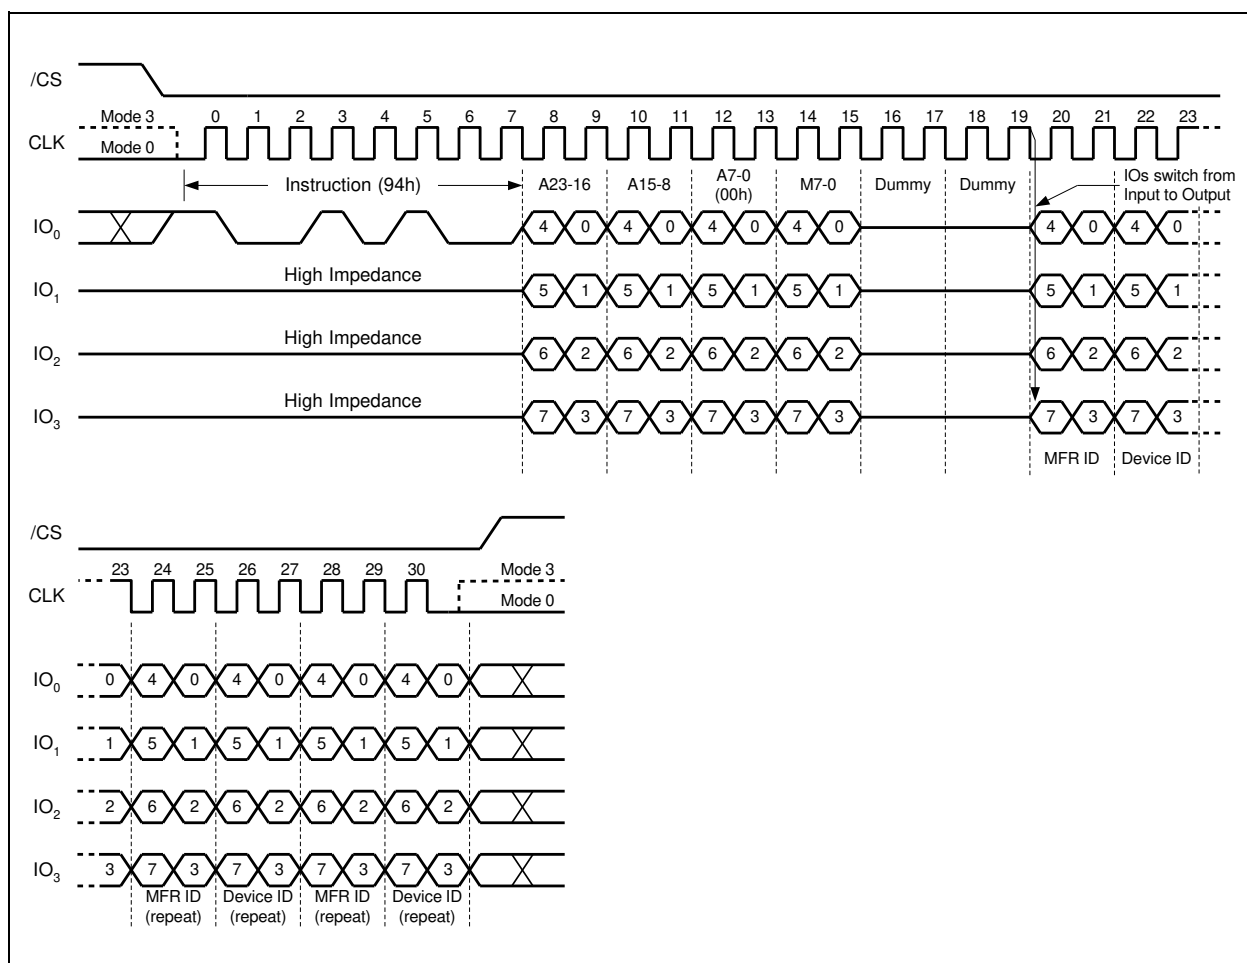 /CS
Mode 3 0 1 2 3 4 5 6 7 8 9 10 11 12 13 14 15 16 17 18 19 20 21 22 23
CLK Mode 0
Instruction (94h) A23-16 A15-8 A7-0 (00h) M7-0 Dummy Dummy IOs switch from Input to Output
IO0 4 0 4 0 4 0 4 0 4 0 4 0
High Impedance
IO1 5 1 5 1 5 1 5 1 5 1 5 1
High Impedance
IO2 6 2 6 2 6 2 6 2 6 2 6 2
High Impedance
IO3 7 3 7 3 7 3 7 3 7 3 7 3
MFR ID Device ID
/CS
23 24 25 26 27 28 29 30 Mode 3
CLK Mode 0
IO0 0 4 0 4 0 4 0 4 0
IO1 1 5 1 5 1 5 1 5 1
IO2 2 6 2 6 2 6 2 6 2
IO3 3 7 3 7 3 7 3 7 3
MFR ID Device ID MFR ID Device ID
(repeat) (repeat) (repeat) (repeat)